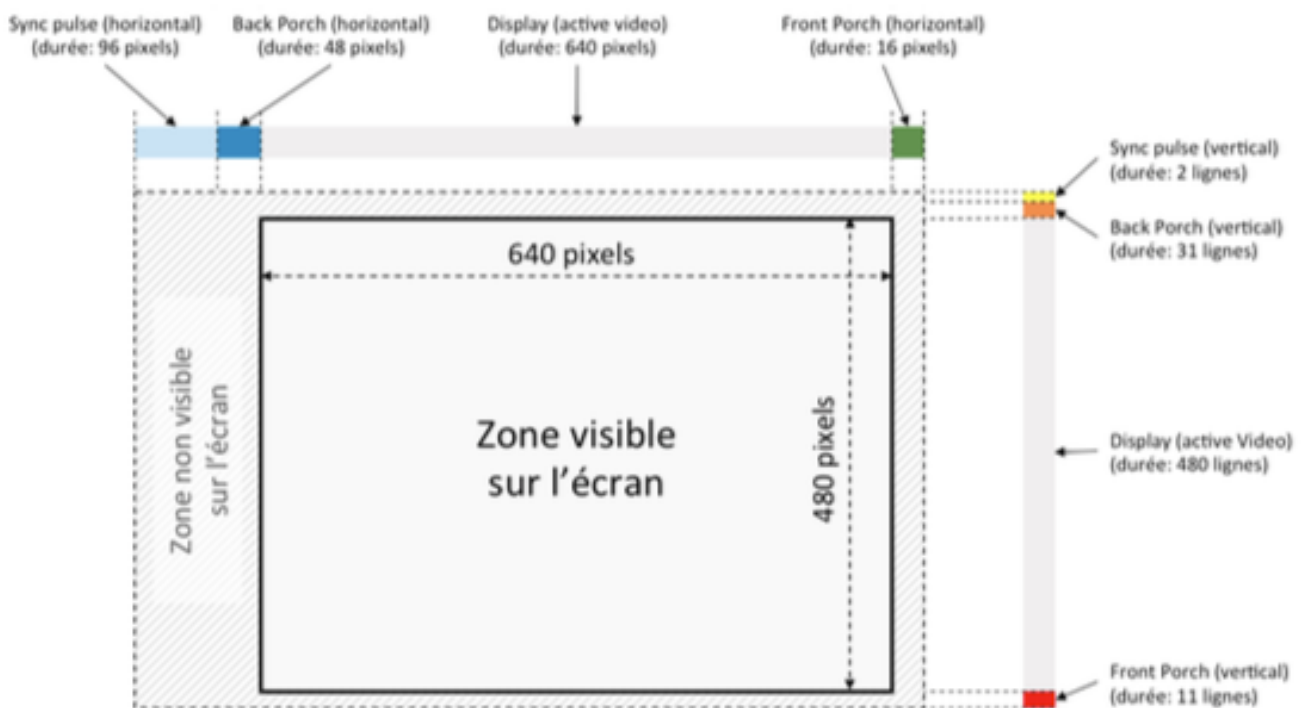 Sync pulse (horizontal)
(durée: 96 pixels)
Back Porch (horizontal)
(durée: 48 pixels)
Display (active video)
(durée: 640 pixels)
Front Porch (horizontal)
(durée: 16 pixels)
Sync pulse (vertical)
(durée: 2 lignes)
Back Porch (vertical)
(durée: 31 lignes)
640 pixels
Zone non visible
sur l’écran
Zone visible
sur l’écran
480 pixels
Display (active Video)
(durée: 480 lignes)
Front Porch (vertical)
(durée: 11 lignes)